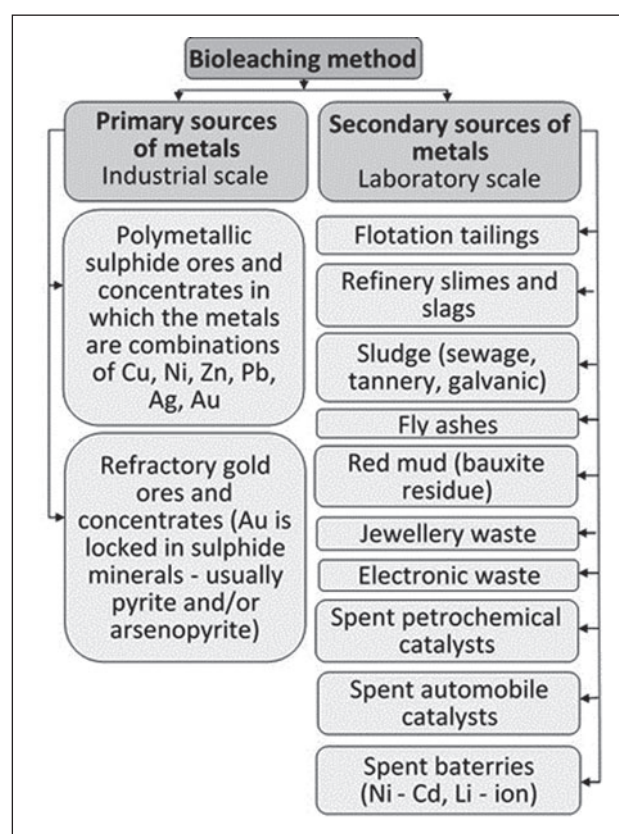 Bioleaching method
Primary sources
of metals
Industrial scale
Polymetallic
sulphide ores and
concentrates in
which the metals
are combinations
of Cu, Ni, Zn, Pb,
Ag, Au
Refractory gold
ores and
concentrates (Au is
locked in sulphide
minerals - usually
pyrite and/or
arsenopyrite)
Secondary sources of
metals
Laboratory scale
Flotation tailings
Refinery slimes and
slags
Sludge (sewage,
tannery, galvanic)
Fly ashes
Red mud (bauxite
residue)
Jewellery waste
Electronic waste
Spent petrochemical
catalysts
Spent automobile
catalysts
Spent baterries
(Ni - Cd, Li - ion)